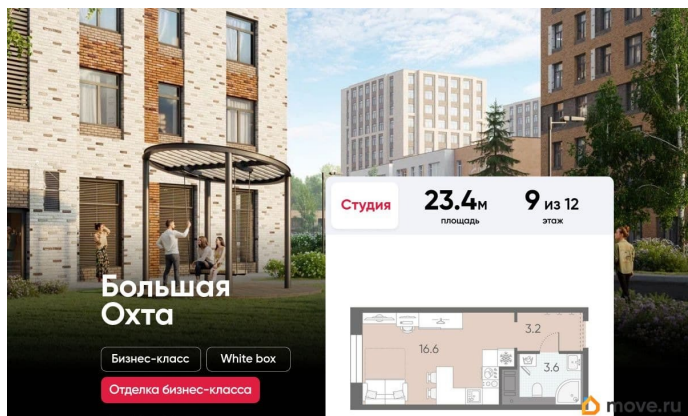 Студия
23.4м
площадь
9 из 12
этаж
Большая
Охта
Бизнес-класс
White box
Отделка бизнес-класса
16.6
3.2
3.6
move.ru